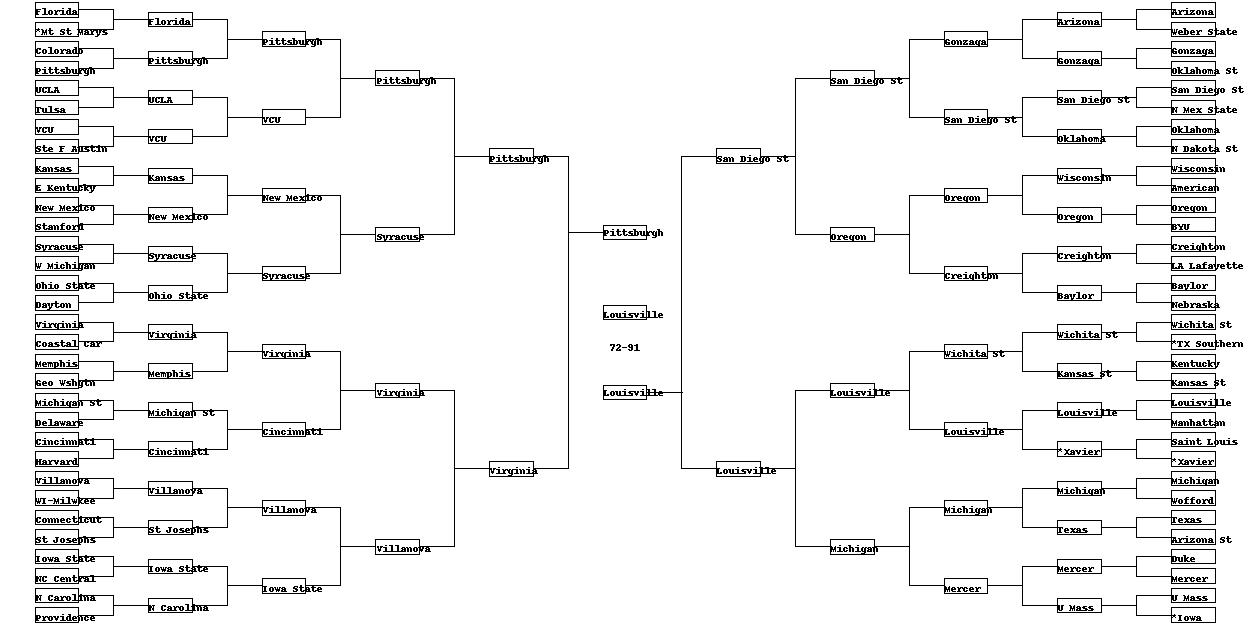 Florida
*Mt St Marys
Colorado
Pittsburgh
UCLA
Tulsa
VCU
Ste F Austin
Kansas
E Kentucky
New Mexico
Stanford
Syracuse
W Michigan
Ohio State
Dayton
Virginia
Coastal Car
Memphis
Geo Wshgtn
Michigan St
Delaware
Cincinnati
Harvard
Villanova
WI-Milwkee
Connecticut
St Josephs
Iowa State
NC Central
N Carolina
Providence
Florida
Pittsburgh
UCLA
VCU
Kansas
New Mexico
Syracuse
Ohio State
Virginia
Memphis
Michigan St
Cincinnati
Villanova
St Josephs
Iowa State
N Carolina
Pittsburgh
VCU
New Mexico
Syracuse
Virginia
Cincinnati
Villanova
Iowa State
Pittsburgh
Syracuse
Virginia
Villanova
Pittsburgh
Virginia
Pittsburgh
Louisville
72-91
Louisville
San Diego St
Louisville
San Diego St
Oregon
Louisville
Michigan
Gonzaga
San Diego St
Oregon
Creighton
Wichita St
Louisville
Michigan
Mercer
Arizona
Gonzaga
San Diego St
Oklahoma
Wisconsin
Oregon
Creighton
Baylor
Wichita St
Kansas St
Louisville
*Xavier
Michigan
Texas
Mercer
U Mass
Arizona
Weber State
Gonzaga
Oklahoma St
San Diego St
N Mex State
Oklahoma
N Dakota St
Wisconsin
American
Oregon
BYU
Creighton
LA Lafayette
Baylor
Nebraska
Wichita St
*TX Southern
Kentucky
Kansas St
Louisville
Manhattan
Saint Louis
*Xavier
Michigan
Wofford
Texas
Arizona St
Duke
Mercer
U Mass
*Iowa